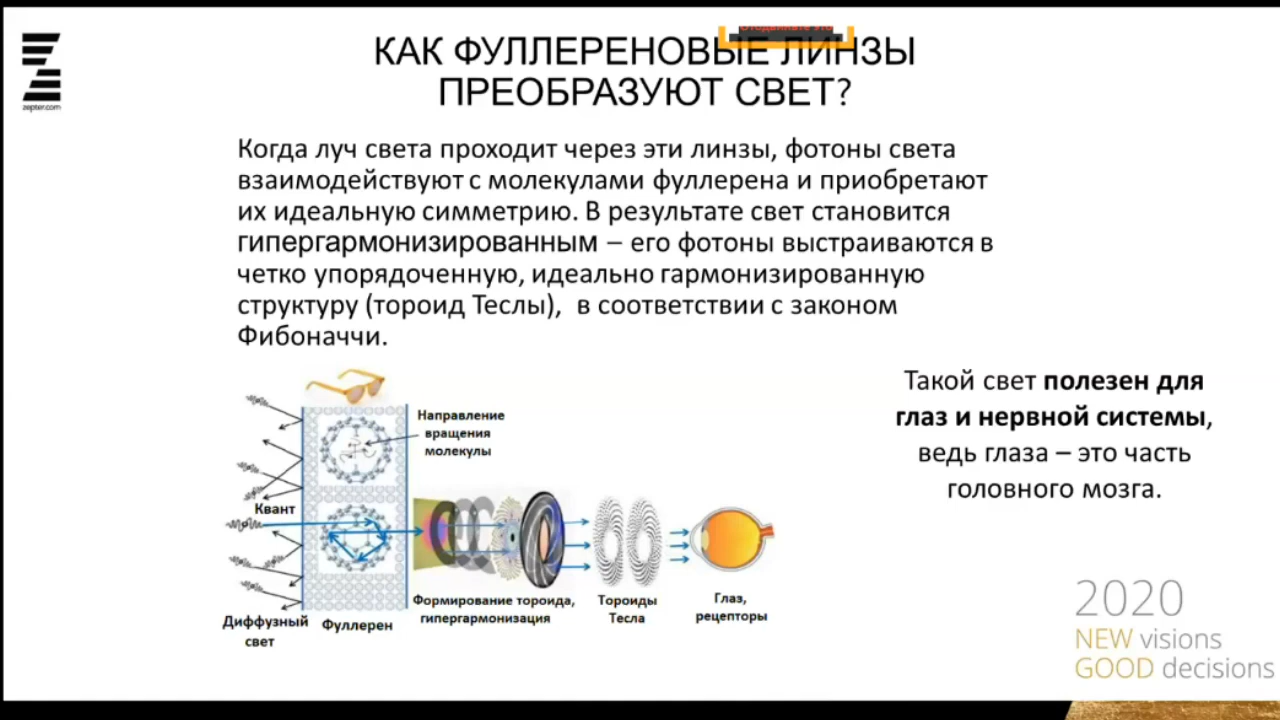 zepter.com
КАК ФУЛЛЕРЕНОВЫЕ ЛИНЗЫ
ПРЕОБРАЗУЮТ СВЕТ?
Когда луч света проходит через эти линзы, фотоны света
взаимодействуют с молекулами фуллерена и приобретают
их идеальную симметрию. В результате свет становится
гипергармонизированным – его фотоны выстраиваются в
четко упорядоченную, идеально гармонизированную
структуру (тороид Теслы), в соответствии с законом
Фибоначчи.
Такой свет полезен для
глаз и нервной системы,
ведь глаза – это часть
головного мозга.
Направление
вращения
молекулы
Квант
Диффузный
свет
Фуллерен
Формирование тороида,
гипергармонизация
Тороиды
Тесла
Глаз,
рецепторы
2020
NEW visions
GOOD decisions